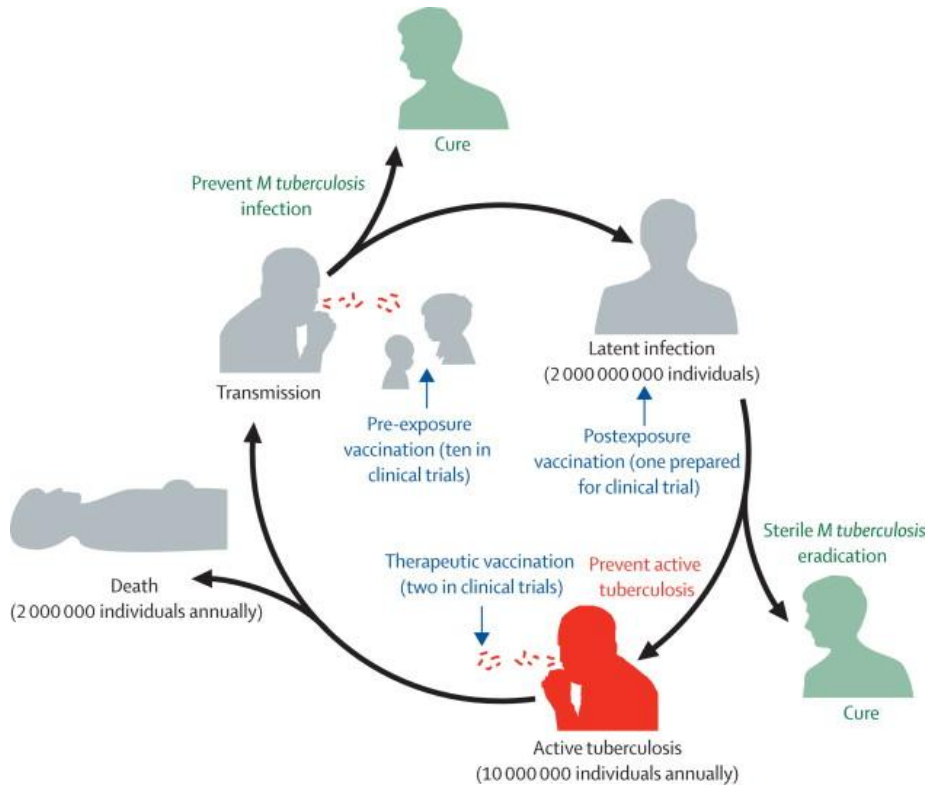 Cure
Prevent M tuberculosis
infection
Transmission
Latent infection
(2 000 000 000 individuals)
Pre-exposure
vaccination (ten in
clinical trials)
Postexposure
vaccination (one prepared
for clinical trial)
Sterile M tuberculosis
eradication
Cure
Therapeutic vaccination
(two in clinical trials)
Prevent active
tuberculosis
Death
(2 000 000 individuals annually)
Active tuberculosis
(10 000 000 individuals annually)